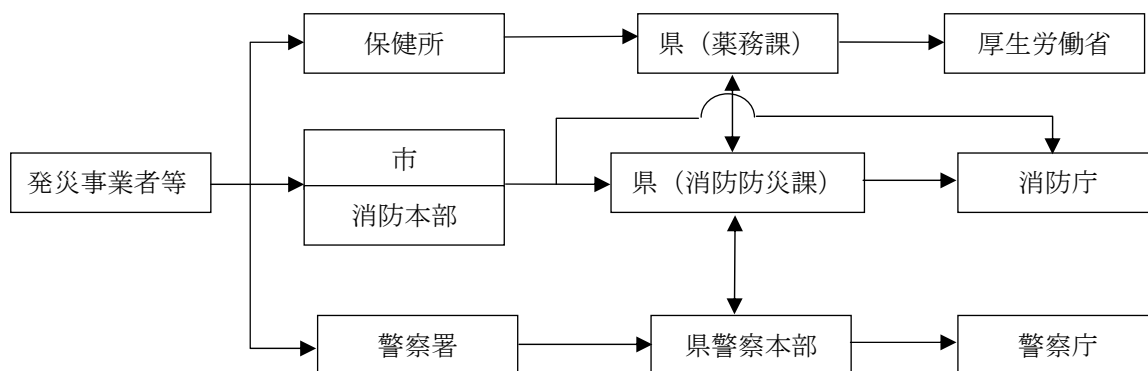 保健所
県（薬務課）
厚生労働省
発災事業者等
市
消防本部
県（消防防災課）
消防庁
警察署
県警察本部
警察庁